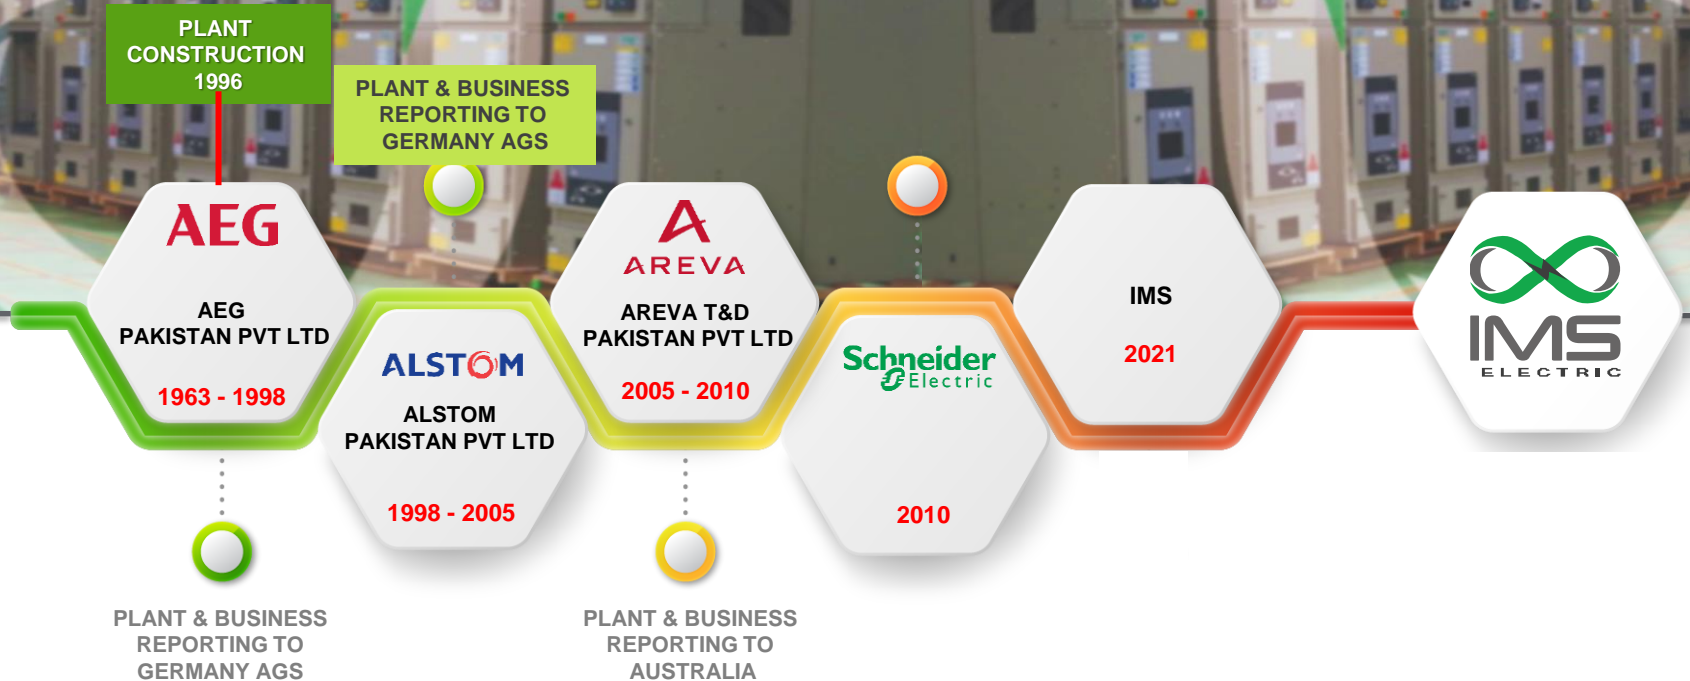 PLANT
CONSTRUCTION
1996
PLANT & BUSINESS
REPORTING TO
GERMANY AGS
AEG
AEG
PAKISTAN PVT LTD
1963 - 1998
PLANT & BUSINESS
REPORTING TO
GERMANY AGS
ALSTOM
ALSTOM
PAKISTAN PVT LTD
1998 - 2005
AREVA
AREVA T&D
PAKISTAN PVT LTD
2005 - 2010
PLANT & BUSINESS
REPORTING TO
AUSTRALIA
Schneider
Electric
2010
IMS
2021
IMS
ELECTRIC